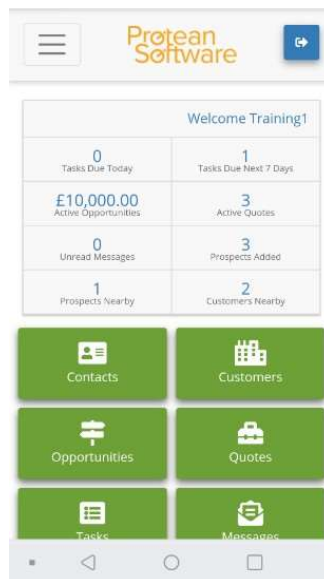 Protean
Software
Welcome Training1
0
Tasks Due Today
1
Tasks Due Next 7 Days
£10,000.00
Active Opportunities
3
Active Quotes
0
Unread Messages
3
Prospects Added
1
Prospects Nearby
2
Customers Nearby
Contacts
Customers
Opportunities
Quotes
Tasks
Messages